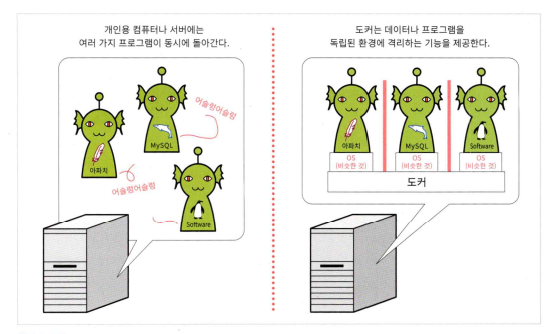 개인용 컴퓨터나 서버에는
여러 가지 프로그램이 동시에 돌아간다.
어슬렁어슬렁
MySQL
아파치
어슬렁어슬렁
Software
도커는 데이터나 프로그램을
독립된 환경에 격리하는 기능을 제공한다.
아파치
MySQL
Software
OS
(비슷한 것)
OS
(비슷한 것)
OS
(비슷한 것)
도커